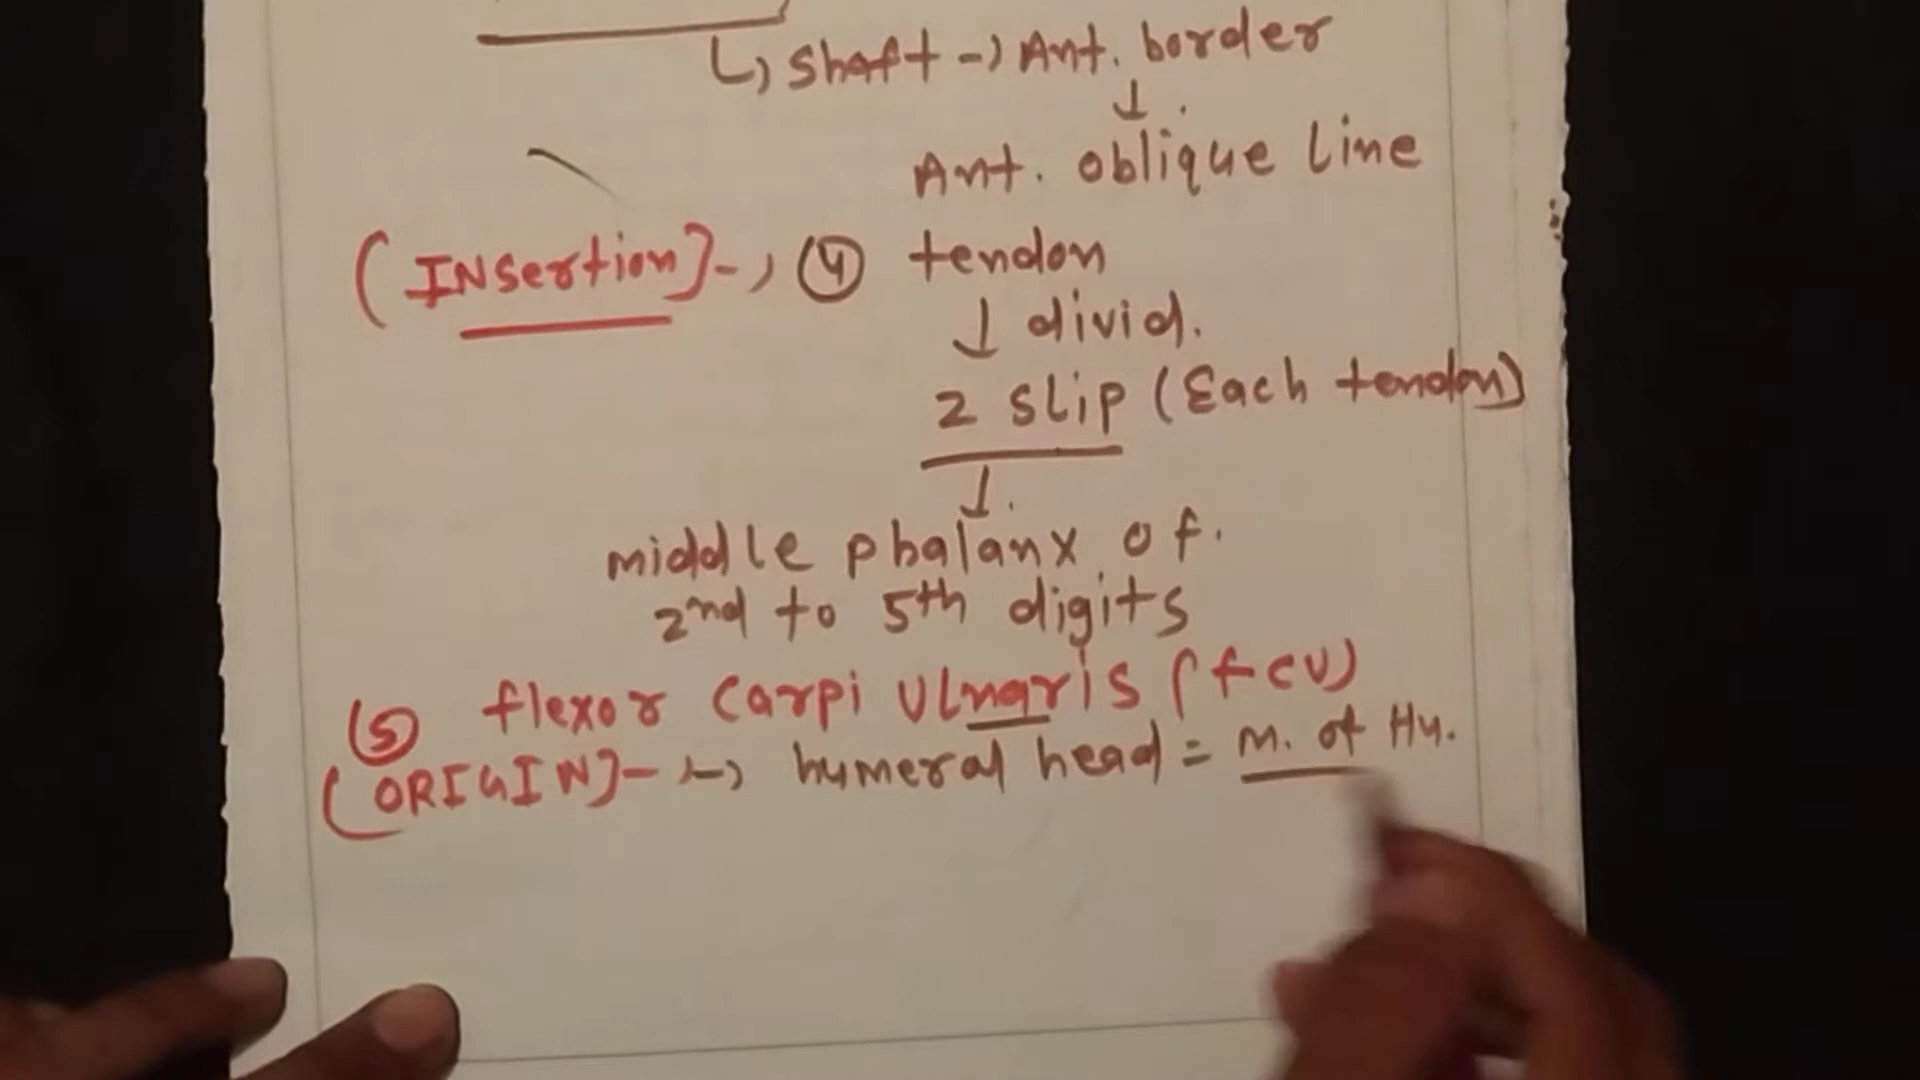 ↳ Shaft -> Ant. border
↓
Ant. oblique line
(INsertion] -> ④ tendon
↓ divid.
2 slip (Each tendon)
↓
middle phalanx of.
2nd to 5th digits
⑤ flexor carpi ulnaris (fcu)
(ORIGIN] -> humeral head = m. of Hu.